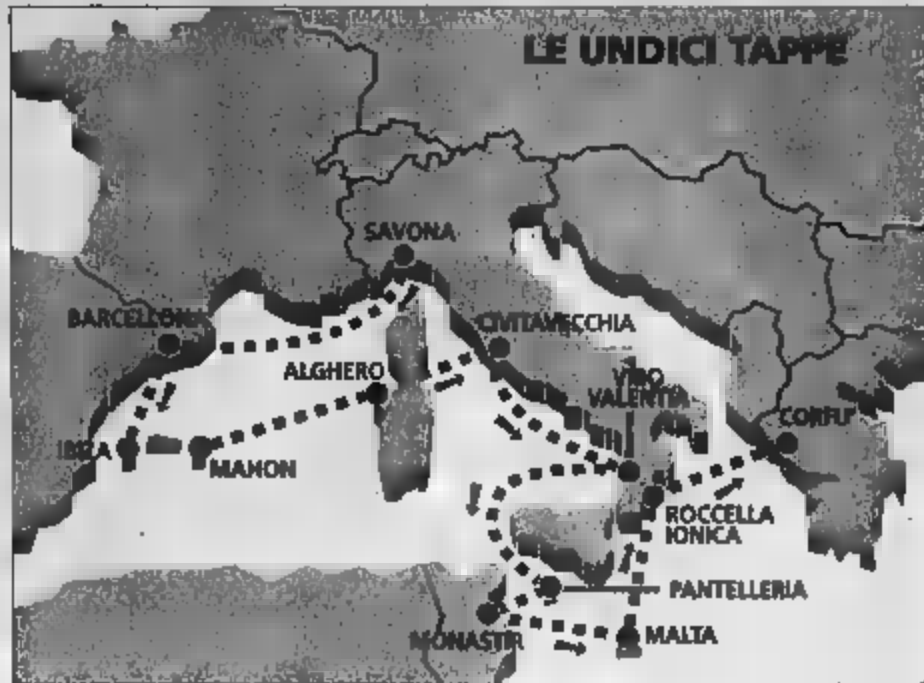 LE UNDICI TAPPE
SAVONA
BARCELLONA
CIVITAVECCHIA
ALGHERO
VIBO
VALENTIA
CORFU'
IBIZA
MAHON
ROCCELLA
IONICA
PANTELLERIA
MONASTIR
MALTA